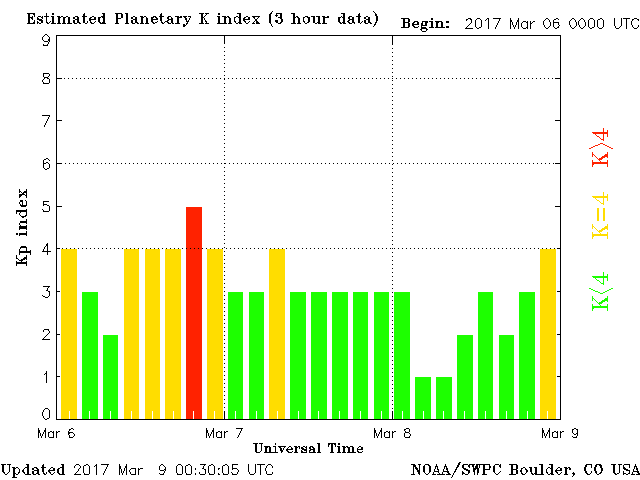 Estimated Planetary K index (3 hour data)
Begin: 2017 Mar 06 0000 UTC
9
8
7
6
5
4
3
2
1
0
Kp index
K>4
K=4
K<4
Mar 6
Mar 7
Mar 8
Mar 9
Universal Time
Updated 2017 Mar 9 00:30:05 UTC
NOAA/SWPC Boulder, CO USA